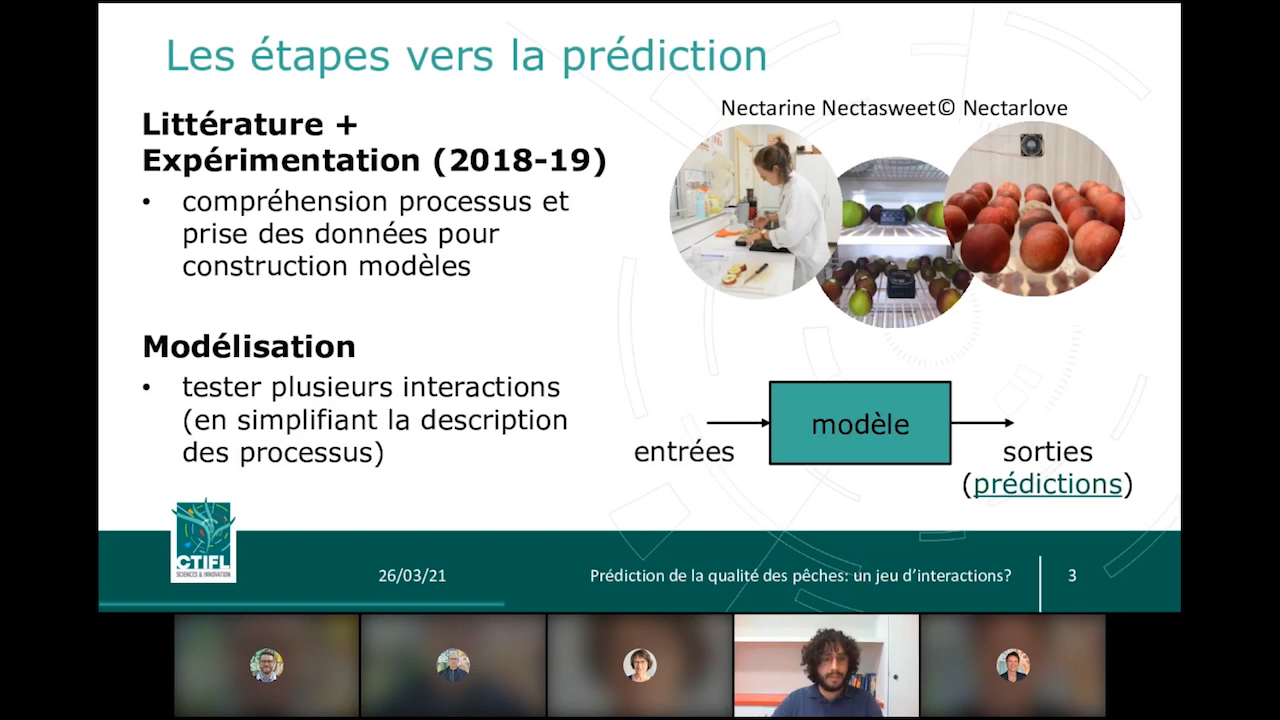 Les étapes vers la prédiction
Nectarine Nectasweet© Nectarlove
Littérature +
Expérimentation (2018-19)
• compréhension processus et
prise des données pour
construction modèles
Modélisation
• tester plusieurs interactions
(en simplifiant la description
des processus)
entrées
modèle
sorties
(prédictions)
CTIFL
SCIENCES & INNOVATION
26/03/21
Prédiction de la qualité des pêches: un jeu d’interactions?
3